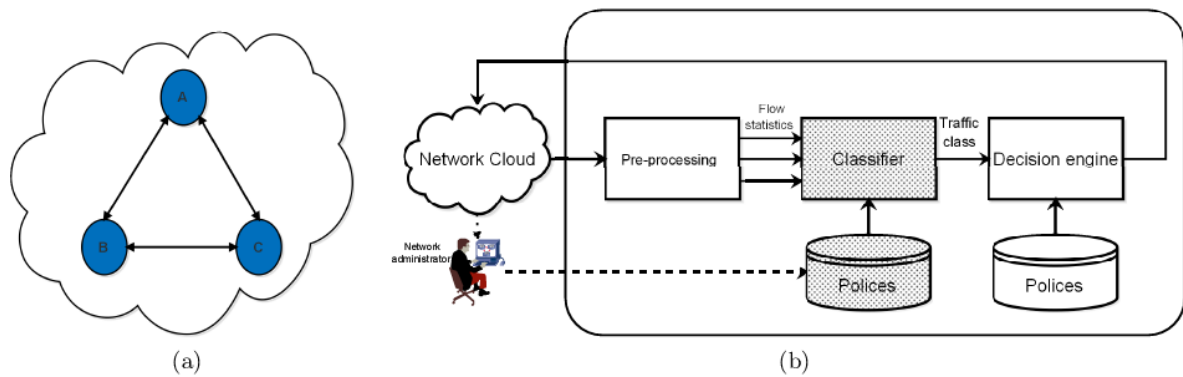 A
B
C
(a)
Network Cloud
Network
administrator
Pre-processing
Flow
statistics
Classifier
Traffic
class
Decision engine
Polices
Polices
(b)